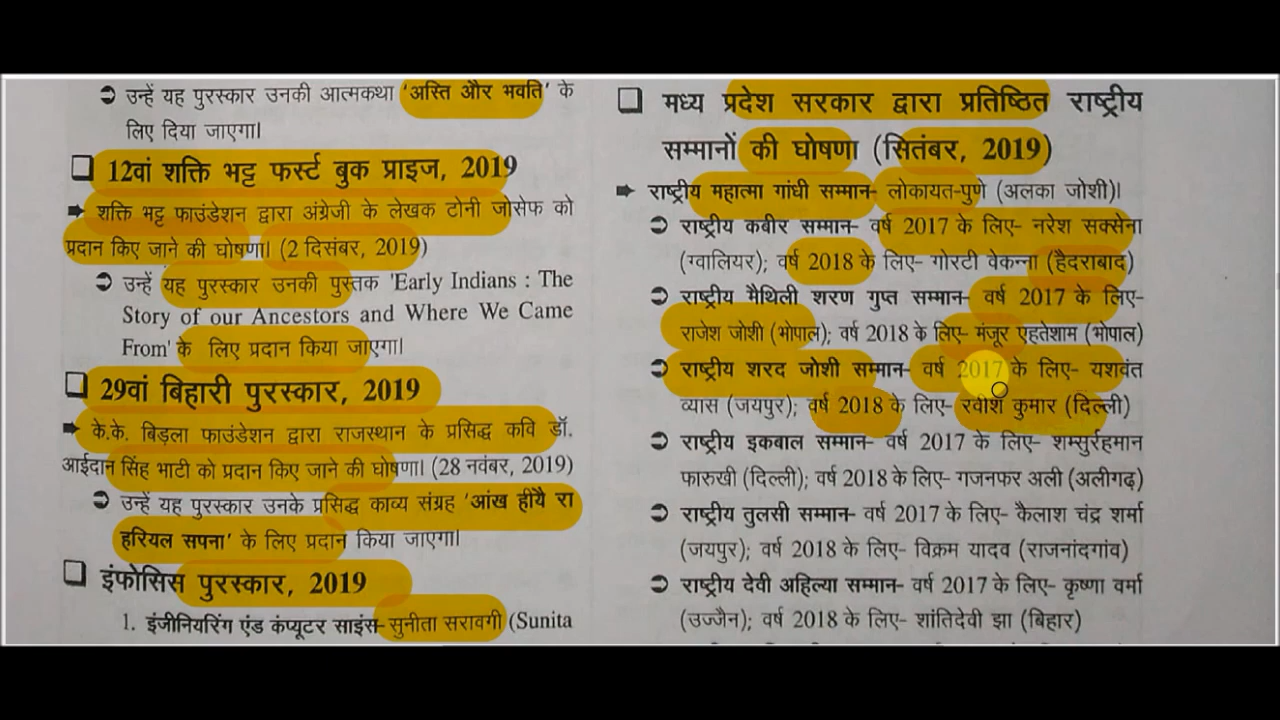 ➲ उन्हें यह पुरस्कार उनकी आत्मकथा 'अस्ति और भवति' के
लिए दिया जाएगा।
❑ 12वां शक्ति भट्ट फर्स्ट बुक प्राइज, 2019
➡ शक्ति भट्ट फाउंडेशन द्वारा अंग्रेजी के लेखक टोनी जोसेफ को
प्रदान किए जाने की घोषणा। (2 दिसंबर, 2019)
➲ उन्हें यह पुरस्कार उनकी पुस्तक 'Early Indians : The
Story of our Ancestors and Where We Came
From' के लिए प्रदान किया जाएगा।
❑ 29वां बिहारी पुरस्कार, 2019
➡ के.के. बिड़ला फाउंडेशन द्वारा राजस्थान के प्रसिद्ध कवि डॉ.
आईदान सिंह भाटी को प्रदान किए जाने की घोषणा। (28 नवंबर, 2019)
➲ उन्हें यह पुरस्कार उनके प्रसिद्ध काव्य संग्रह 'आंख हींयै रा
हरियल सपना' के लिए प्रदान किया जाएगा।
❑ इंफोसिस पुरस्कार, 2019
1. इंजीनियरिंग एंड कंप्यूटर साइंस- सुनीता सरावगी (Sunita
❑ मध्य प्रदेश सरकार द्वारा प्रतिष्ठित राष्ट्रीय
सम्मानों की घोषणा (सितंबर, 2019)
➡ राष्ट्रीय महात्मा गांधी सम्मान- लोकायत-पुणे (अलका जोशी)।
➲ राष्ट्रीय कबीर सम्मान- वर्ष 2017 के लिए- नरेश सक्सेना
(ग्वालियर); वर्ष 2018 के लिए- गोरटी वेकन्ना (हैदराबाद)
➲ राष्ट्रीय मैथिली शरण गुप्त सम्मान- वर्ष 2017 के लिए-
राजेश जोशी (भोपाल); वर्ष 2018 के लिए- मंजूर एहतेशाम (भोपाल)
➲ राष्ट्रीय शरद जोशी सम्मान- वर्ष 2017 के लिए- यशवंत
व्यास (जयपुर); वर्ष 2018 के लिए- रवीश कुमार (दिल्ली)
➲ राष्ट्रीय इकबाल सम्मान- वर्ष 2017 के लिए- शम्सुर्रहमान
फारुखी (दिल्ली); वर्ष 2018 के लिए- गजनफर अली (अलीगढ़)
➲ राष्ट्रीय तुलसी सम्मान- वर्ष 2017 के लिए- कैलाश चंद्र शर्मा
(जयपुर); वर्ष 2018 के लिए- विक्रम यादव (राजनांदगांव)
➲ राष्ट्रीय देवी अहिल्या सम्मान- वर्ष 2017 के लिए- कृष्णा वर्मा
(उज्जैन); वर्ष 2018 के लिए- शांतिदेवी झा (बिहार)